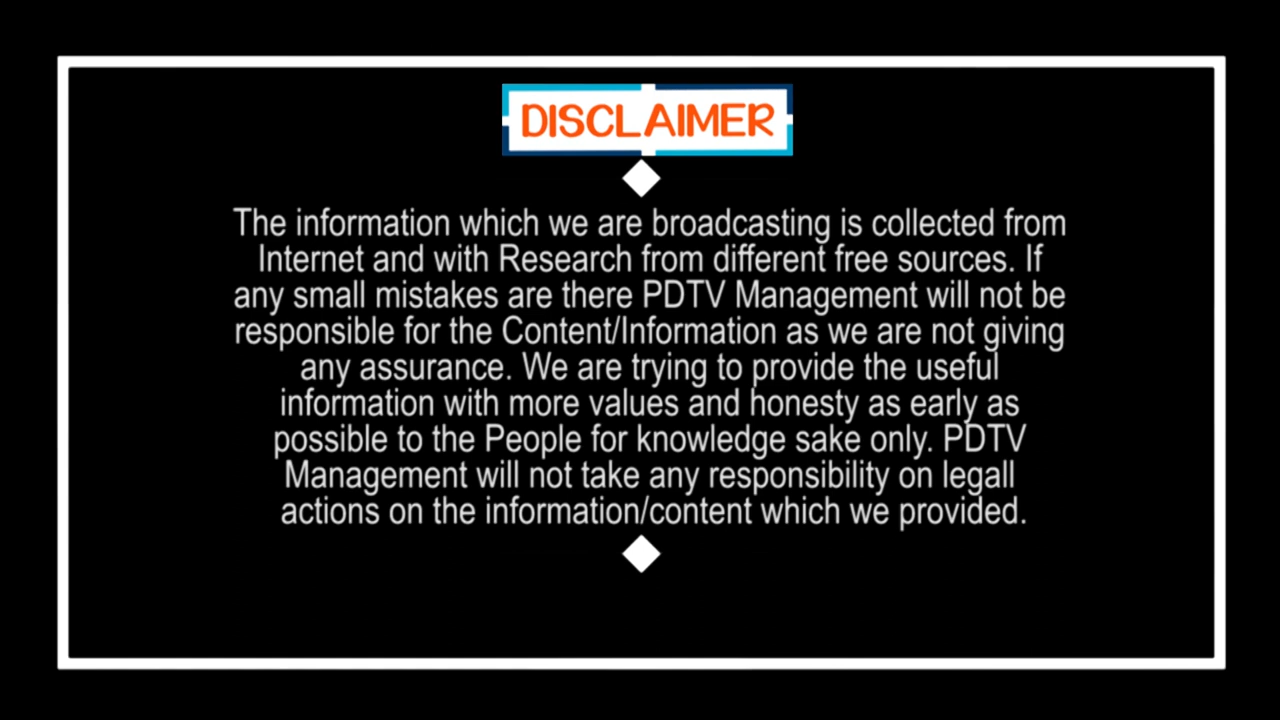 DISCLAIMER
The information which we are broadcasting is collected from
Internet and with Research from different free sources. If
any small mistakes are there PDTV Management will not be
responsible for the Content/Information as we are not giving
any assurance. We are trying to provide the useful
information with more values and honesty as early as
possible to the People for knowledge sake only. PDTV
Management will not take any responsibility on legall
actions on the information/content which we provided.